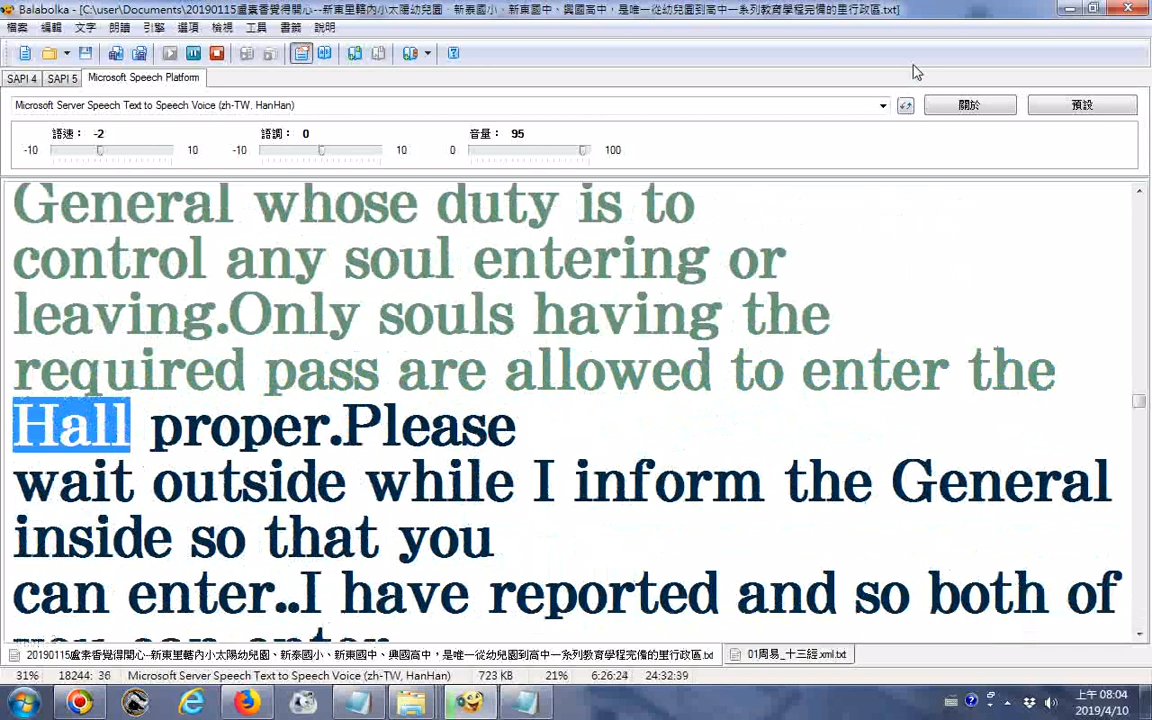 Balabolka - [C:\user\Documents\20190115盧素香覺得開心--新東里轄內小太陽幼兒園、新泰國小、新東國中、興國高中，是唯一從幼兒園到高中一系列教育學程完備的里行政區.txt]
檔案 編輯 文字 朗讀 引擎 選項 檢視 工具 書籤 說明
SAPI 4 SAPI 5 Microsoft Speech Platform
Microsoft Server Speech Text to Speech Voice (zh-TW, HanHan) 關於 預設
語速： -2 語調： 0 音量： 95
-10 10 -10 10 0 100
General whose duty is to
control any soul entering or
leaving.Only souls having the
required pass are allowed to enter the
Hall proper.Please
wait outside while I inform the General
inside so that you
can enter..I have reported and so both of
you can enter
20190115盧素香覺得開心--新東里轄內小太陽幼兒園、新泰國小、新東國中、興國高中，是唯一從幼兒園到高中一系列教育學程完備的里行政區.txt 01周易_十三經.xml.txt
31% 18244: 36 Microsoft Server Speech Text to Speech Voice (zh-TW, HanHan) 723 KB 21% 6:26:24 24:32:39
上午 08:04
2019/4/10